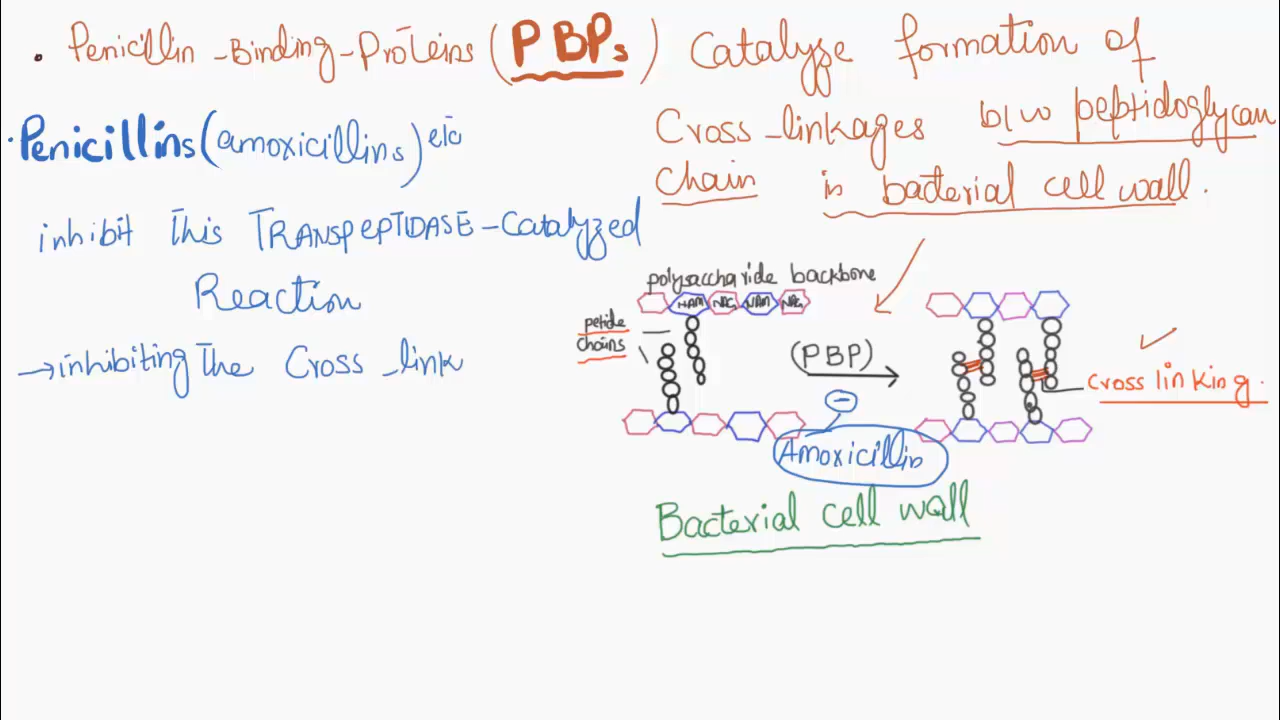 . Penicillin -Binding-Proteins (PBPs) Catalyze formation of
Cross-linkages b/w peptidoglycan
Chain in bacterial cell wall.
. Penicillins (amoxicillins) etc
inhibit This TRANSPEPTIDASE-Catalyzed
Reaction
→ inhibiting The Cross-link
polysaccharide backbone
NAM NAG NAM NAG
petide
chains
(PBP)
Cross linking.
Amoxicillin
Bacterial cell wall